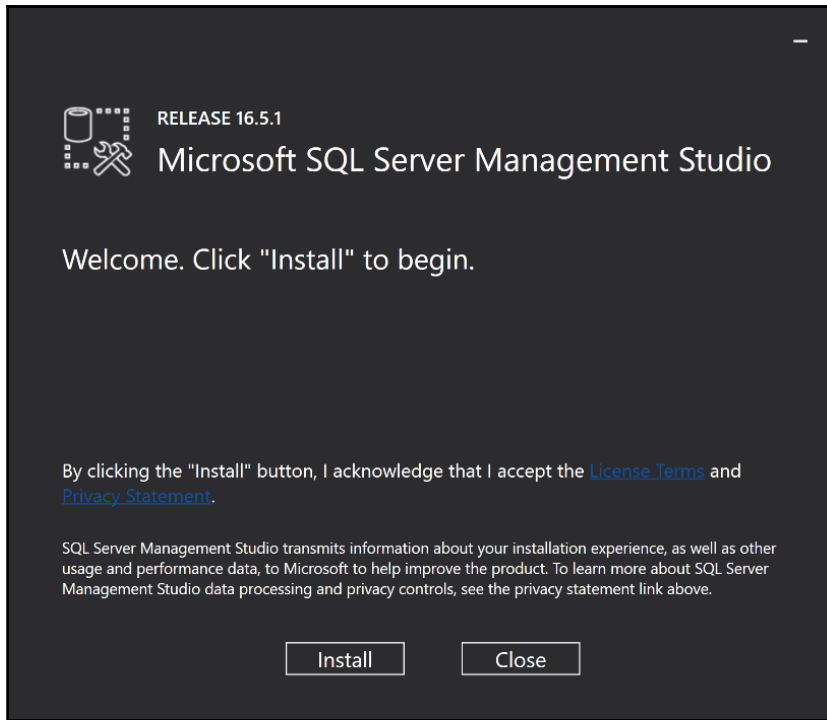 RELEASE 16.5.1
Microsoft SQL Server Management Studio
Welcome. Click "Install" to begin.
By clicking the "Install" button, I acknowledge that I accept the License Terms and
Privacy Statement.
SQL Server Management Studio transmits information about your installation experience, as well as other
usage and performance data, to Microsoft to help improve the product. To learn more about SQL Server
Management Studio data processing and privacy controls, see the privacy statement link above.
Install
Close